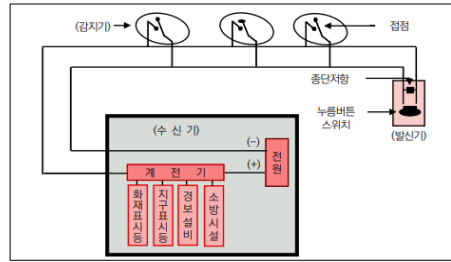 (감지기)
접점
종단저항
누름버튼
스위치
(발신기)
(수 신 기)
(−)
(+)
전원
계 전 기
화재표시등
지구표시등
경보설비
소방시설